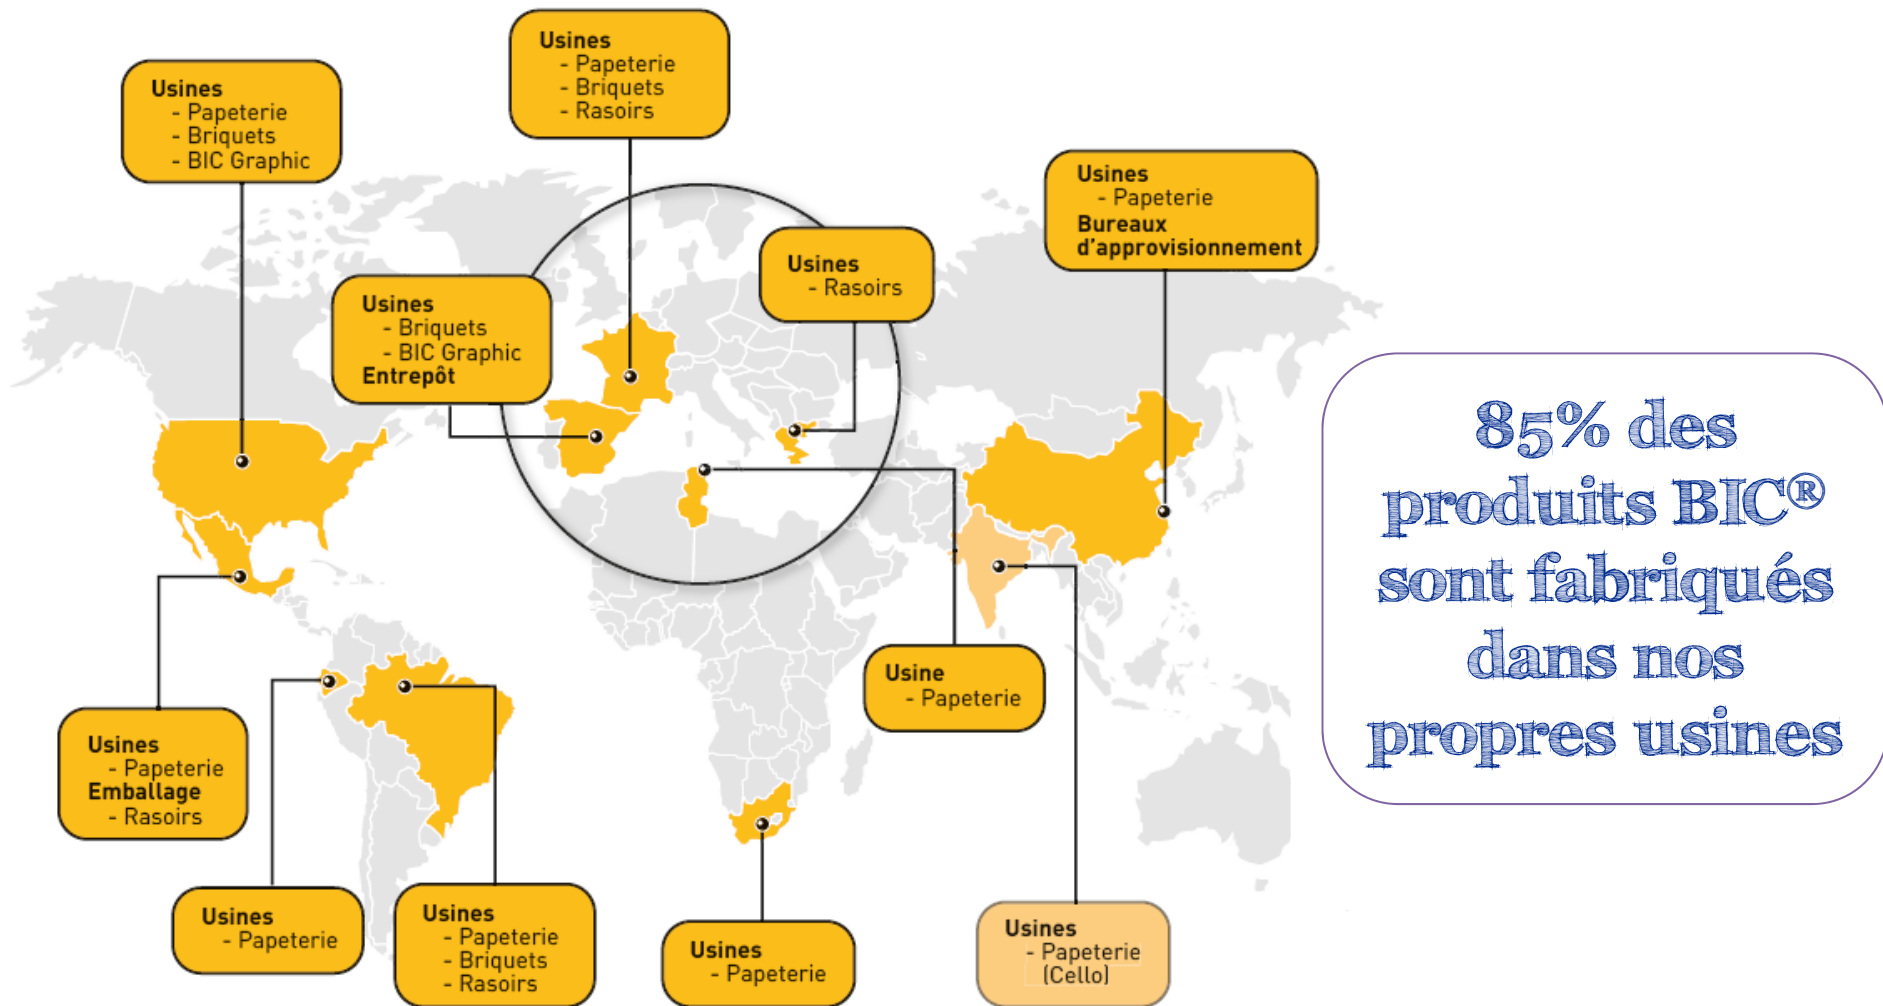 Usines
- Papeterie
- Briquets
- Rasoirs
Usines
- Papeterie
- Briquets
- BIC Graphic
Usines
- Papeterie
Bureaux
d'approvisionnement
Usines
- Rasoirs
Usines
- Briquets
- BIC Graphic
Entrepôt
85% des
produits BIC®
sont fabriqués
dans nos
propres usines
Usine
- Papeterie
Usines
- Papeterie
Emballage
- Rasoirs
Usines
- Papeterie
Usines
- Papeterie
- Briquets
- Rasoirs
Usines
- Papeterie
Usines
- Papeterie
(Cello)